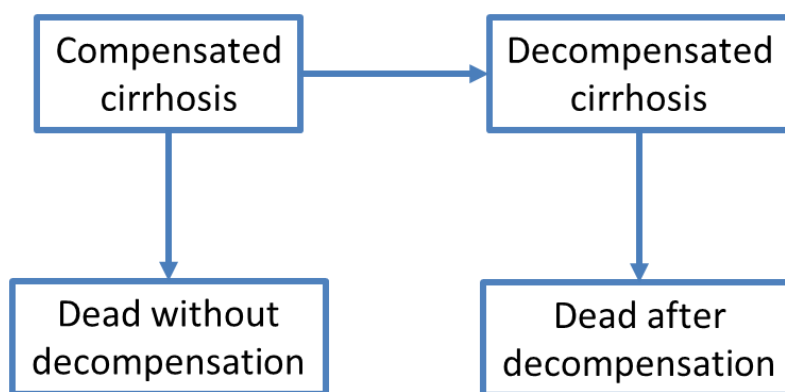 Compensated
cirrhosis
Decompensated
cirrhosis
Dead without
decompensation
Dead after
decompensation